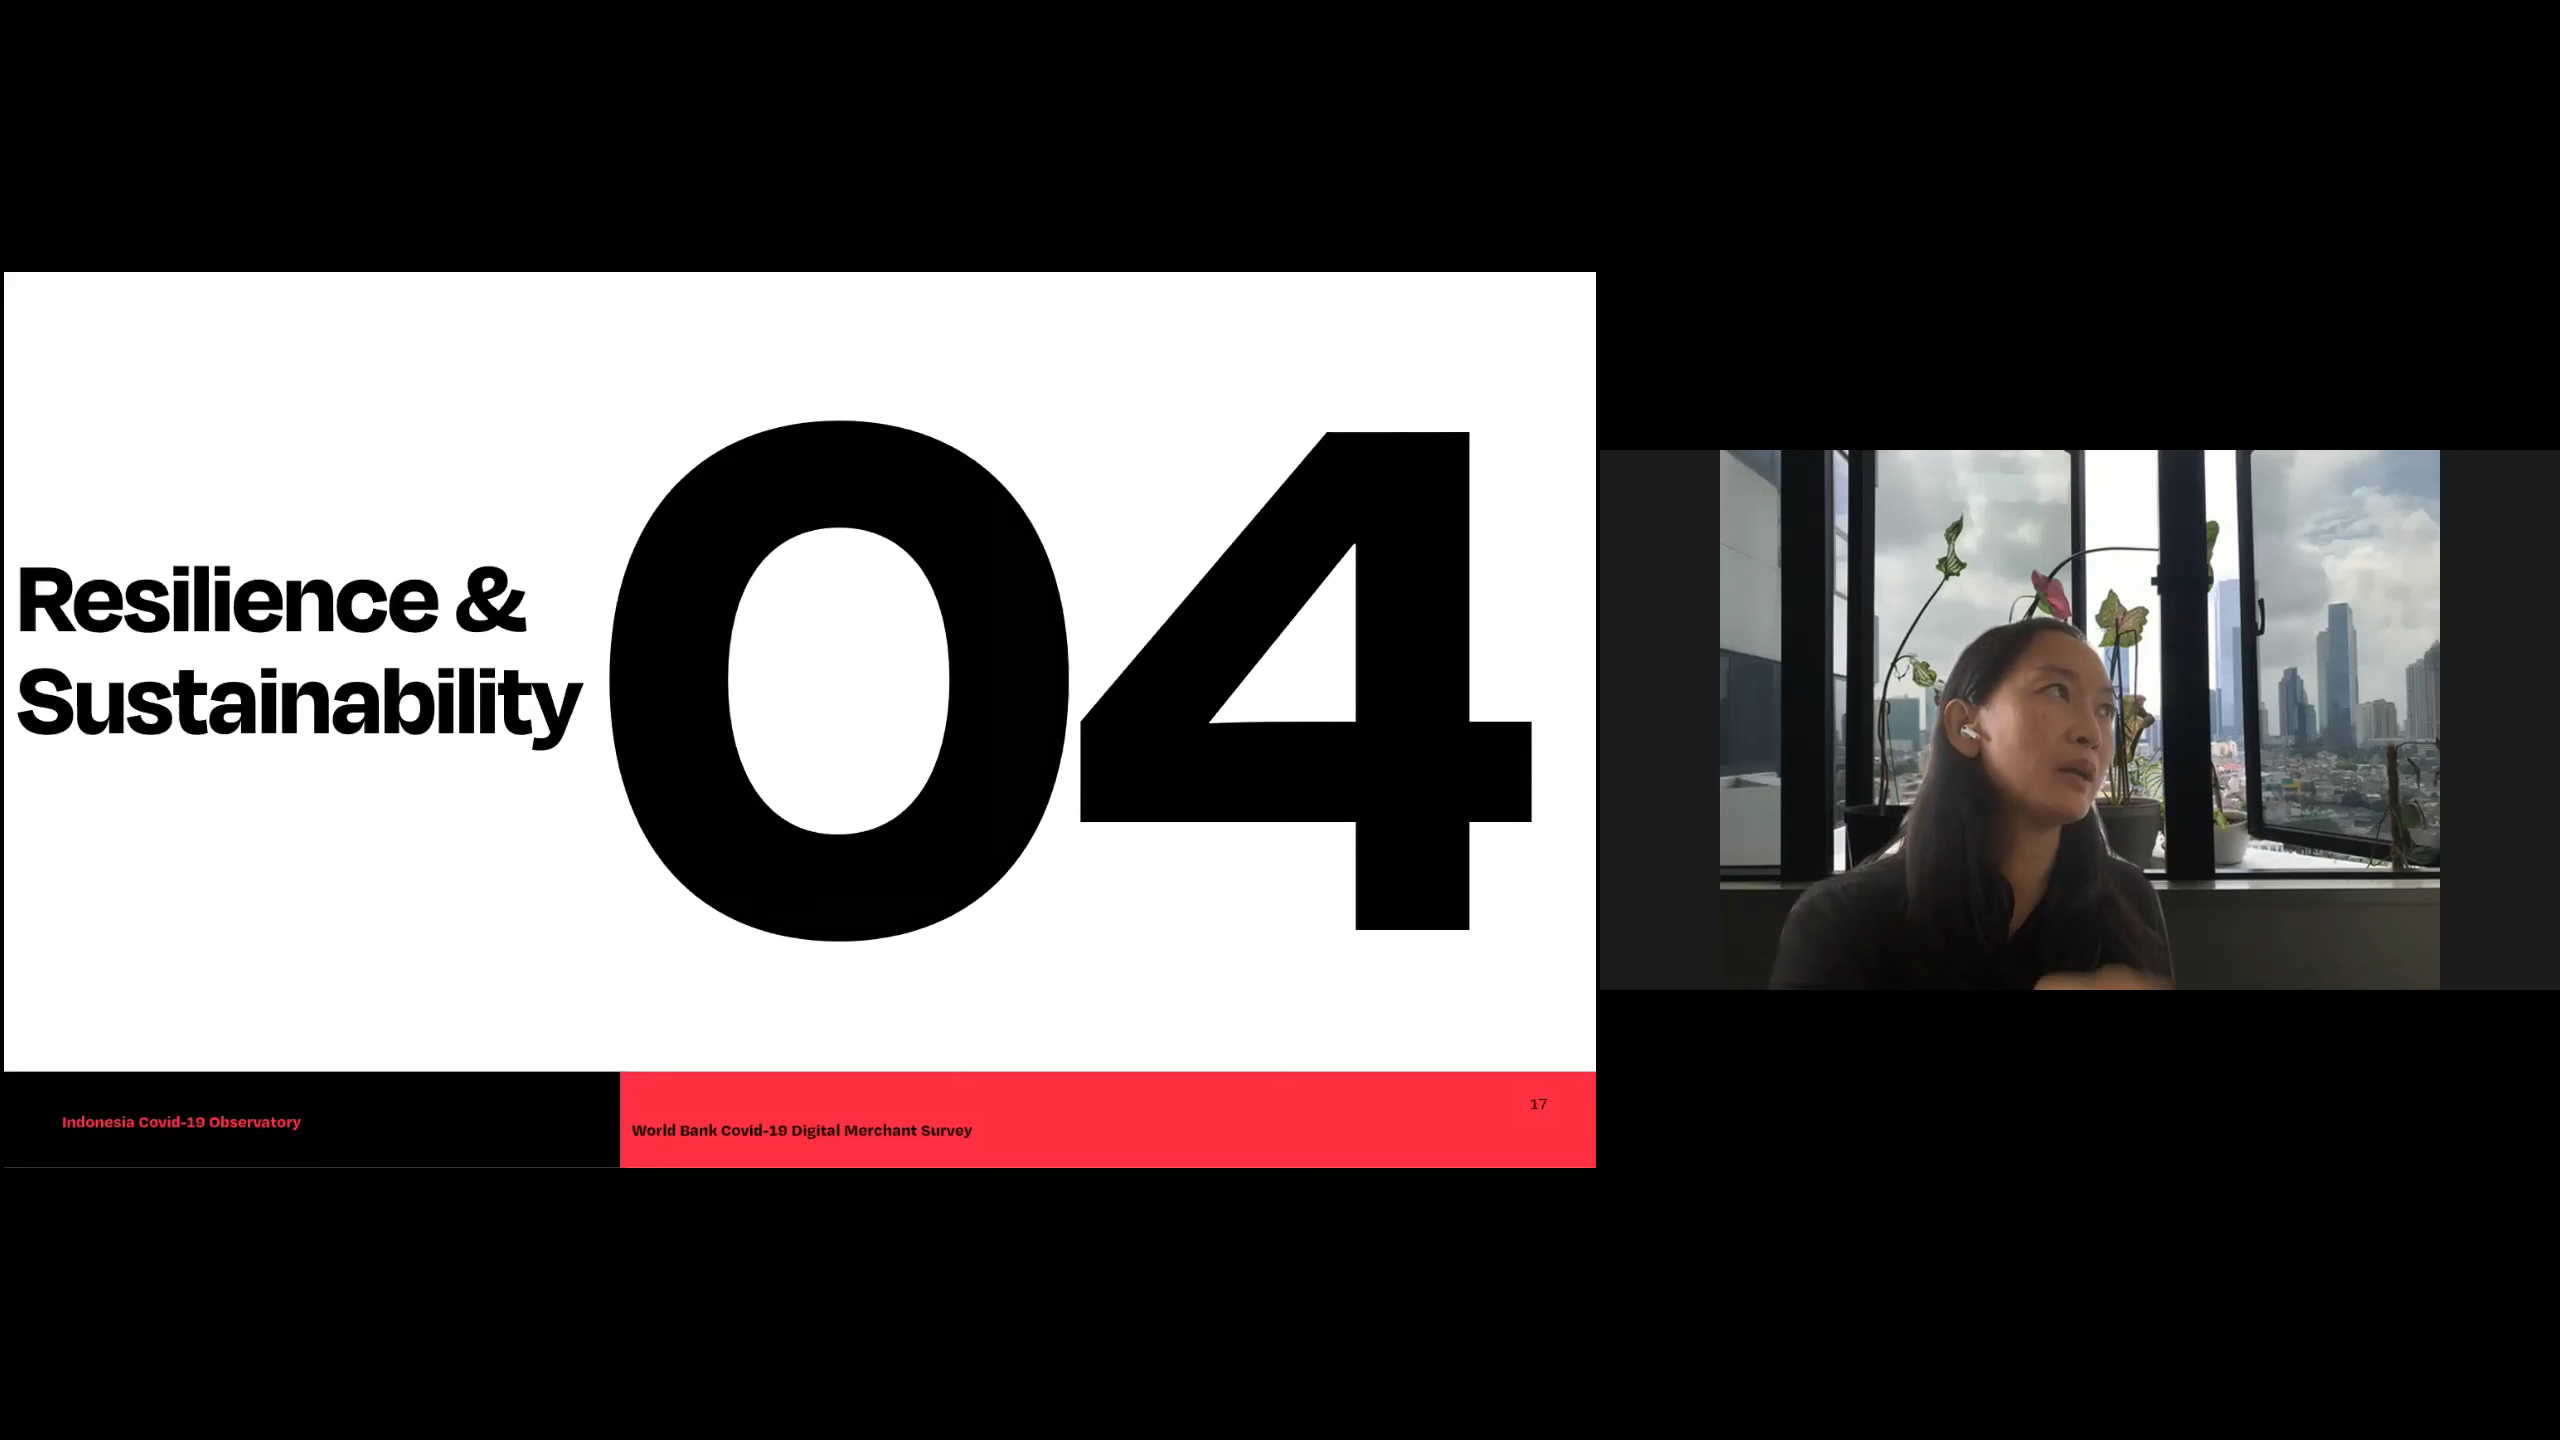 Resilience &
Sustainability
04
Indonesia Covid-19 Observatory
World Bank Covid-19 Digital Merchant Survey
17